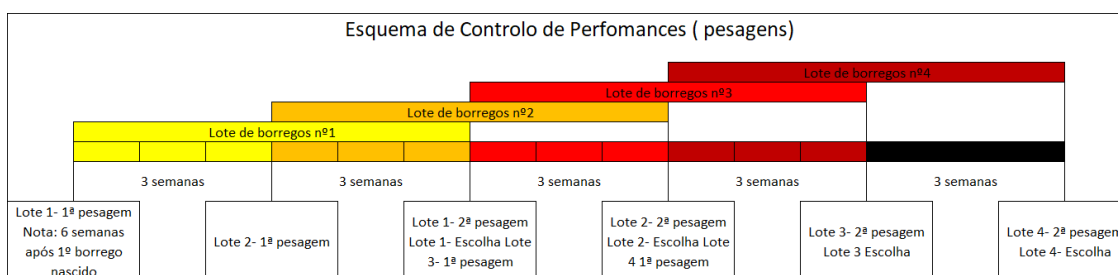 Esquema de Controlo de Perfomances ( pesagens)
Lote de borregos nº4
Lote de borregos nº3
Lote de borregos nº2
Lote de borregos nº1
3 semanas
3 semanas
3 semanas
3 semanas
3 semanas
Lote 1- 1ª pesagem
Nota: 6 semanas
após 1º borrego
nascido
Lote 2- 1ª pesagem
Lote 1- 2ª pesagem
Lote 1- Escolha Lote
3- 1ª pesagem
Lote 2- 2ª pesagem
Lote 2- Escolha Lote
4 1ª pesagem
Lote 3- 2ª pesagem
Lote 3 Escolha
Lote 4- 2ª pesagem
Lote 4- Escolha